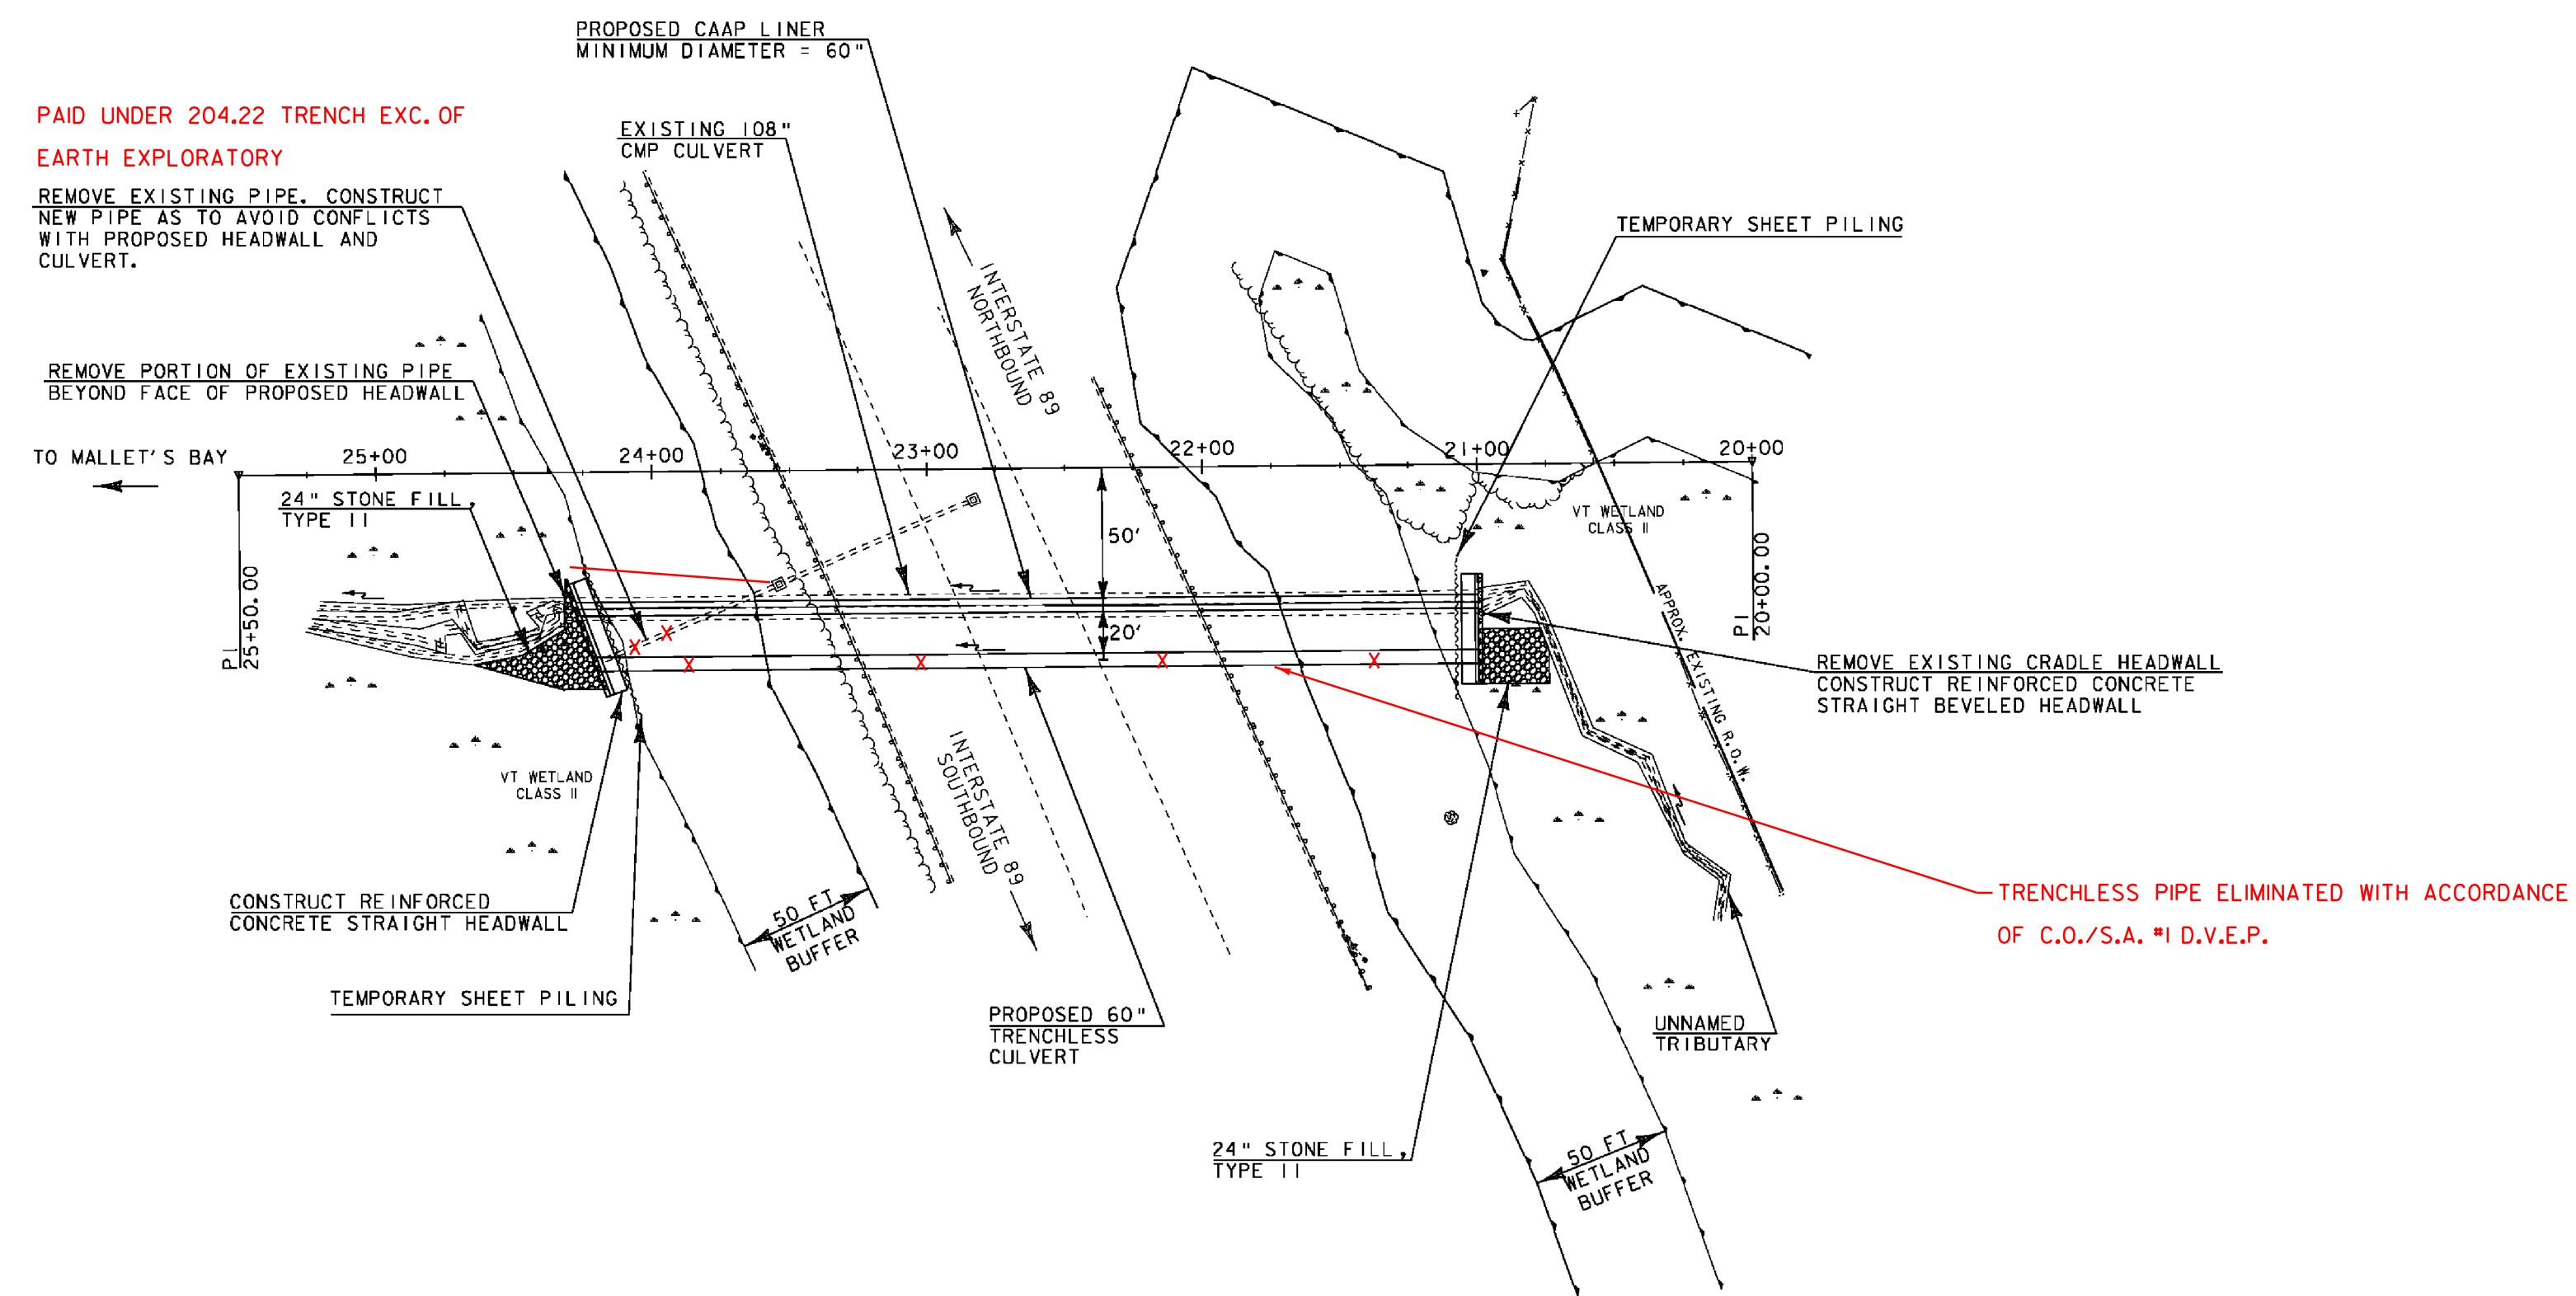 PROPOSED CAAP LINER
MINIMUM DIAMETER = 60"
PAID UNDER 204.22 TRENCH EXC. OF
EARTH EXPLORATORY
EXISTING 108"
CMP CULVERT
REMOVE EXISTING PIPE. CONSTRUCT
NEW PIPE AS TO AVOID CONFLICTS
WITH PROPOSED HEADWALL AND
CULVERT.
TEMPORARY SHEET PILING
INTERSTATE 89
NORTHBOUND
REMOVE PORTION OF EXISTING PIPE
BEYOND FACE OF PROPOSED HEADWALL
TO MALLET'S BAY
25+00
24+00
23+00
22+00
21+00
20+00
24" STONE FILL,
TYPE II
VT WETLAND
CLASS II
50'
20'
PI
25+50.00
PI
20+00.00
APPROX. EXISTING R.O.W.
X X
X X X X
REMOVE EXISTING CRADLE HEADWALL
CONSTRUCT REINFORCED CONCRETE
STRAIGHT BEVELED HEADWALL
INTERSTATE 89
SOUTHBOUND
VT WETLAND
CLASS II
CONSTRUCT REINFORCED
CONCRETE STRAIGHT HEADWALL
50 FT
WETLAND
BUFFER
TRENCHLESS PIPE ELIMINATED WITH ACCORDANCE
OF C.O./S.A. #1 D.V.E.P.
TEMPORARY SHEET PILING
PROPOSED 60"
TRENCHLESS
CULVERT
UNNAMED
TRIBUTARY
24" STONE FILL,
TYPE II
50 FT
WETLAND
BUFFER